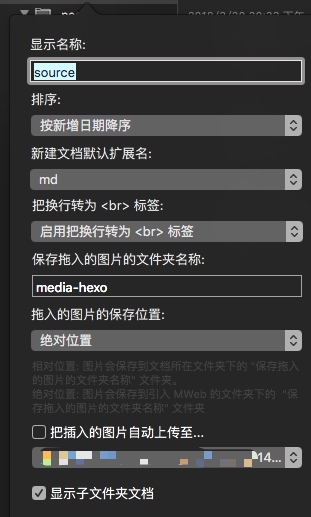 显示名称:
source
排序:
按新增日期降序
新建文档默认扩展名:
md
把换行转为 <br> 标签:
启用把换行转为 <br> 标签
保存拖入的图片的文件夹名称:
media-hexo
拖入的图片的保存位置:
绝对位置
相对位置: 图片会保存到文档所在文件夹下的 "保存拖入
的图片的文件夹名称" 文件夹。
绝对位置: 图片会保存到引入 MWeb 的文件夹下的 "保
存拖入的图片的文件夹名称" 文件夹
把插入的图片自动上传至...
14...
显示子文件夹文档